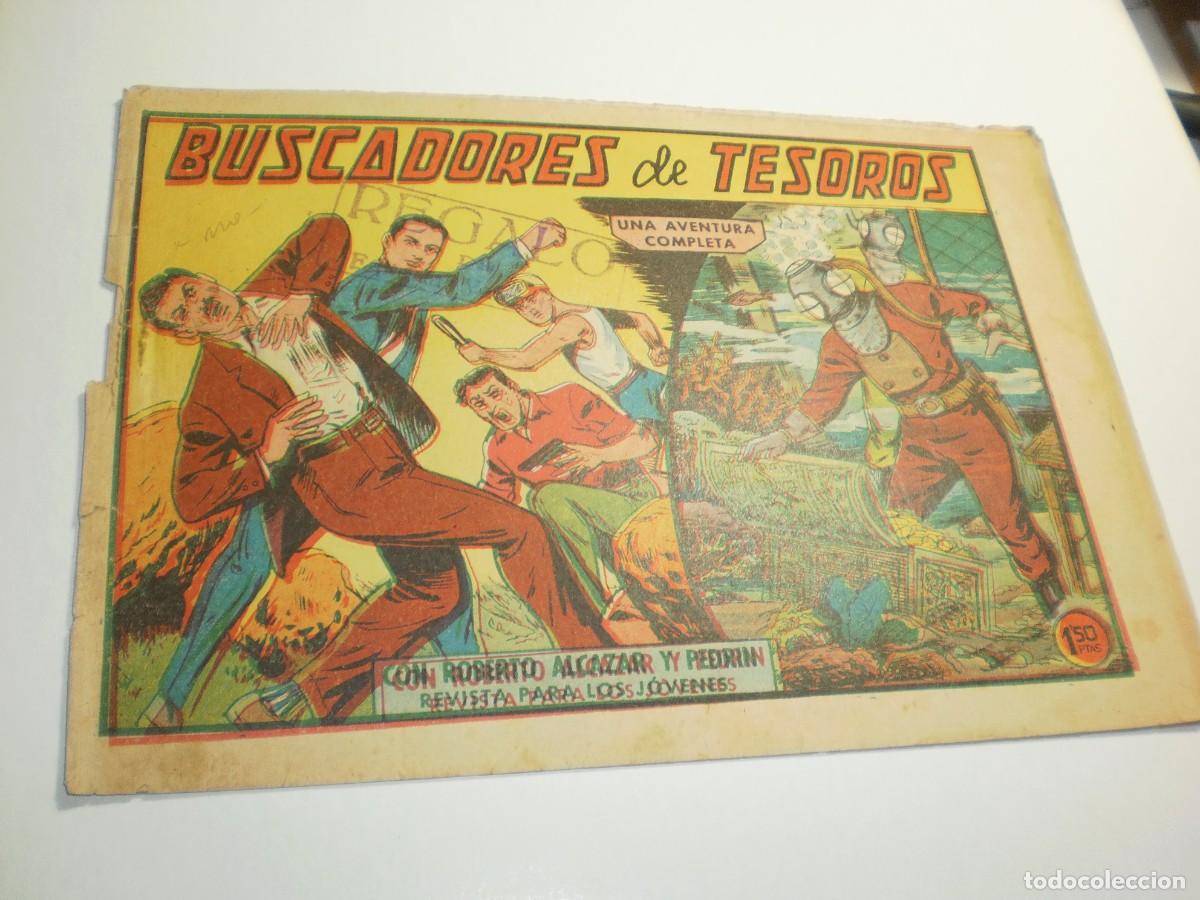 BUSCADORES de TESOROS
REGALO
UNA AVENTURA
COMPLETA
1'50
PTAS
CON ROBERTO ALCAZAR Y PEDRIN
REVISTA PARA LOS JÓVENES
todocoleccion